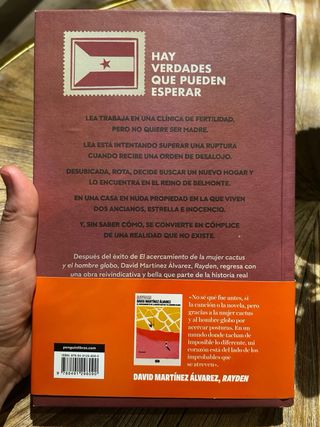 HAY
VERDADES
QUE PUEDEN
ESPERAR
LEA TRABAJA EN UNA CLÍNICA DE FERTILIDAD,
PERO NO QUIERE SER MADRE.
LEA ESTÁ INTENTANDO SUPERAR UNA RUPTURA
CUANDO RECIBE UNA ORDEN DE DESALOJO.
DESUBICADA, ROTA, DECIDE BUSCAR UN NUEVO HOGAR Y
LO ENCUENTRA EN EL REINO DE BELMONTE.
EN UNA CASA EN NUDA PROPIEDAD EN LA QUE VIVEN
DOS ANCIANOS, ESTRELLA E INOCENCIO.
Y, SIN SABER CÓMO, SE CONVIERTE EN CÓMPLICE
DE UNA REALIDAD QUE NO EXISTE.
Después del éxito de El acercamiento de la mujer cactus
y el hombre globo, David Martínez Álvarez, Rayden, regresa con
una obra reivindicativa y bella que parte de la historia real
«No sé qué fue antes, si
la canción o la novela, pero
gracias a la mujer cactus y
al hombre globo por
acercar posturas. En un
mundo donde tachan de
imposible lo diferente, mi
corazón está del lado de los
improbables que
se atreven».
DAVID MARTÍNEZ ÁLVAREZ, RAYDEN
DAVID MARTÍNEZ ÁLVAREZ
penguinlibros.com